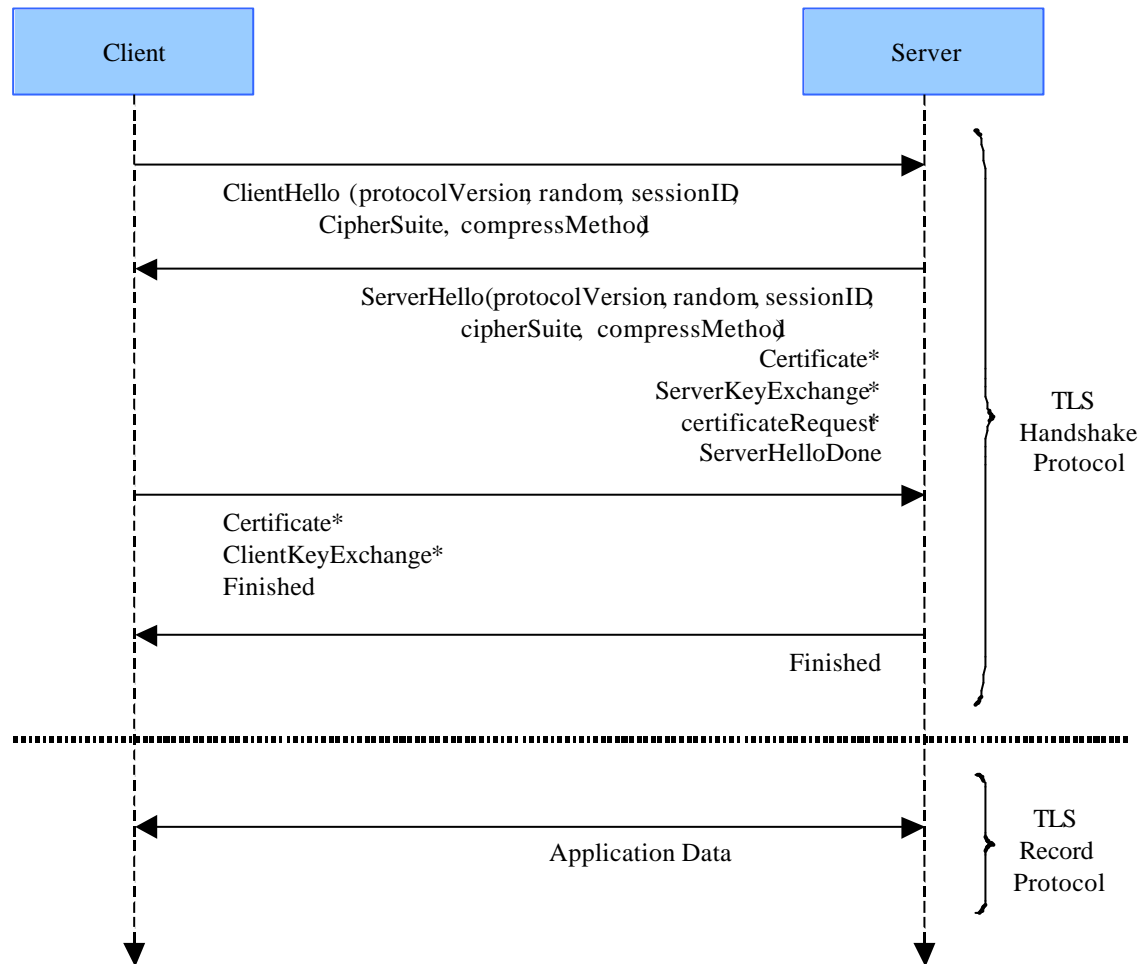 Client
Server
ClientHello (protocolVersion, random, sessionID,
CipherSuite, compressMethod)
ServerHello(protocolVersion, random, sessionID,
cipherSuite, compressMethod)
Certificate*
ServerKeyExchange*
certificateRequest*
ServerHelloDone
TLS
Handshake
Protocol
Certificate*
ClientKeyExchange*
Finished
Finished
Application Data
TLS
Record
Protocol